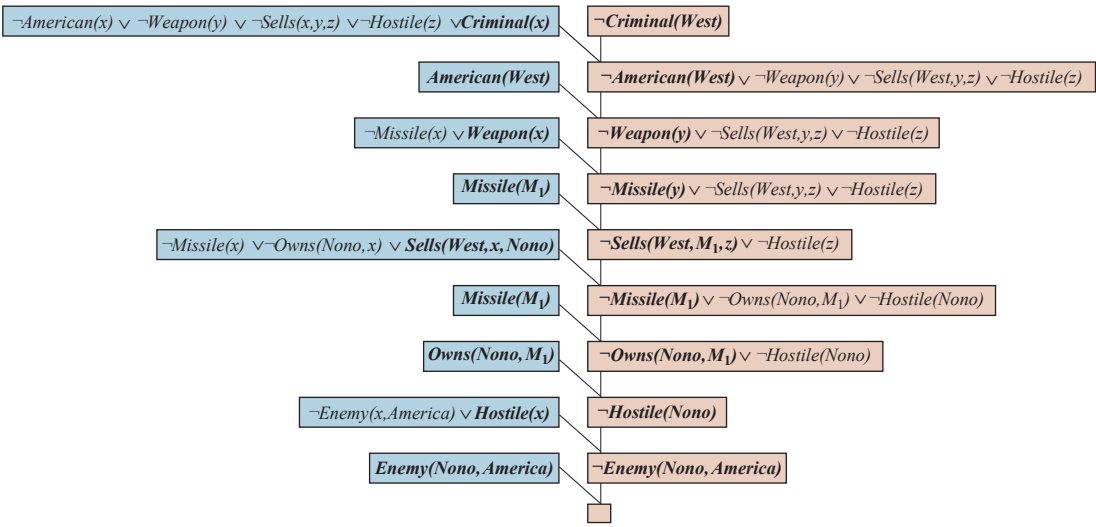 ¬American(x) ∨ ¬Weapon(y) ∨ ¬Sells(x,y,z) ∨ ¬Hostile(z) ∨ Criminal(x) ¬Criminal(West)
American(West) ¬American(West) ∨ ¬Weapon(y) ∨ ¬Sells(West,y,z) ∨ ¬Hostile(z)
¬Missile(x) ∨ Weapon(x) ¬Weapon(y) ∨ ¬Sells(West,y,z) ∨ ¬Hostile(z)
Missile(M₁) ¬Missile(y) ∨ ¬Sells(West,y,z) ∨ ¬Hostile(z)
¬Missile(x) ∨ ¬Owns(Nono,x) ∨ Sells(West,x,Nono) ¬Sells(West,M₁,z) ∨ ¬Hostile(z)
Missile(M₁) ¬Missile(M₁) ∨ ¬Owns(Nono,M₁) ∨ ¬Hostile(Nono)
Owns(Nono,M₁) ¬Owns(Nono,M₁) ∨ ¬Hostile(Nono)
¬Enemy(x,America) ∨ Hostile(x) ¬Hostile(Nono)
Enemy(Nono,America) ¬Enemy(Nono,America)